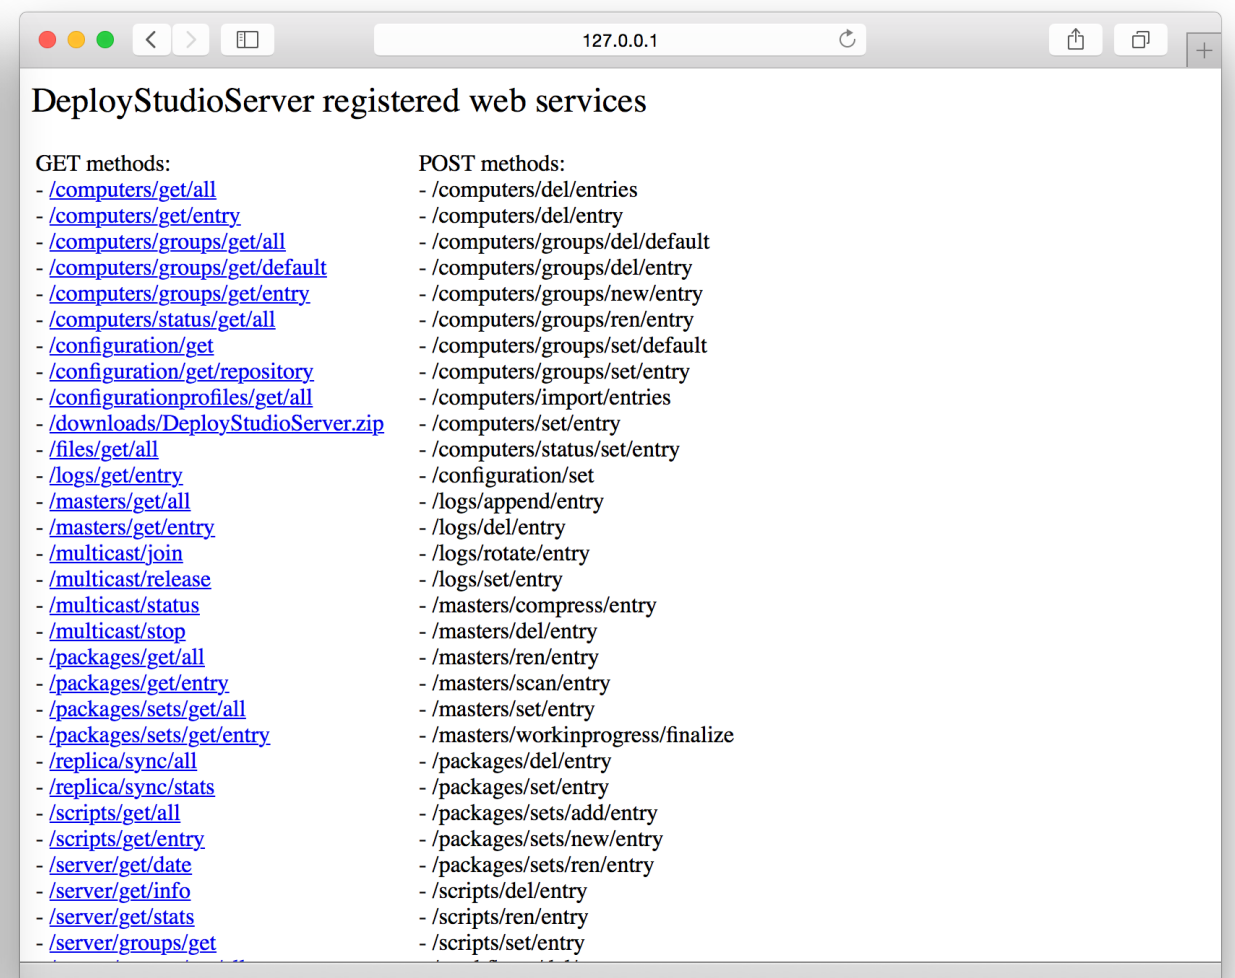 127.0.0.1
DeployStudioServer registered web services
GET methods:
- /computers/get/all
- /computers/get/entry
- /computers/groups/get/all
- /computers/groups/get/default
- /computers/groups/get/entry
- /computers/status/get/all
- /configuration/get
- /configuration/get/repository
- /configurationprofiles/get/all
- /downloads/DeployStudioServer.zip
- /files/get/all
- /logs/get/entry
- /masters/get/all
- /masters/get/entry
- /multicast/join
- /multicast/release
- /multicast/status
- /multicast/stop
- /packages/get/all
- /packages/get/entry
- /packages/sets/get/all
- /packages/sets/get/entry
- /replica/sync/all
- /replica/sync/stats
- /scripts/get/all
- /scripts/get/entry
- /server/get/date
- /server/get/info
- /server/get/stats
- /server/groups/get
POST methods:
- /computers/del/entries
- /computers/del/entry
- /computers/groups/del/default
- /computers/groups/del/entry
- /computers/groups/new/entry
- /computers/groups/ren/entry
- /computers/groups/set/default
- /computers/groups/set/entry
- /computers/import/entries
- /computers/set/entry
- /computers/status/set/entry
- /configuration/set
- /logs/append/entry
- /logs/del/entry
- /logs/rotate/entry
- /logs/set/entry
- /masters/compress/entry
- /masters/del/entry
- /masters/ren/entry
- /masters/scan/entry
- /masters/set/entry
- /masters/workinprogress/finalize
- /packages/del/entry
- /packages/set/entry
- /packages/sets/add/entry
- /packages/sets/new/entry
- /packages/sets/ren/entry
- /scripts/del/entry
- /scripts/ren/entry
- /scripts/set/entry